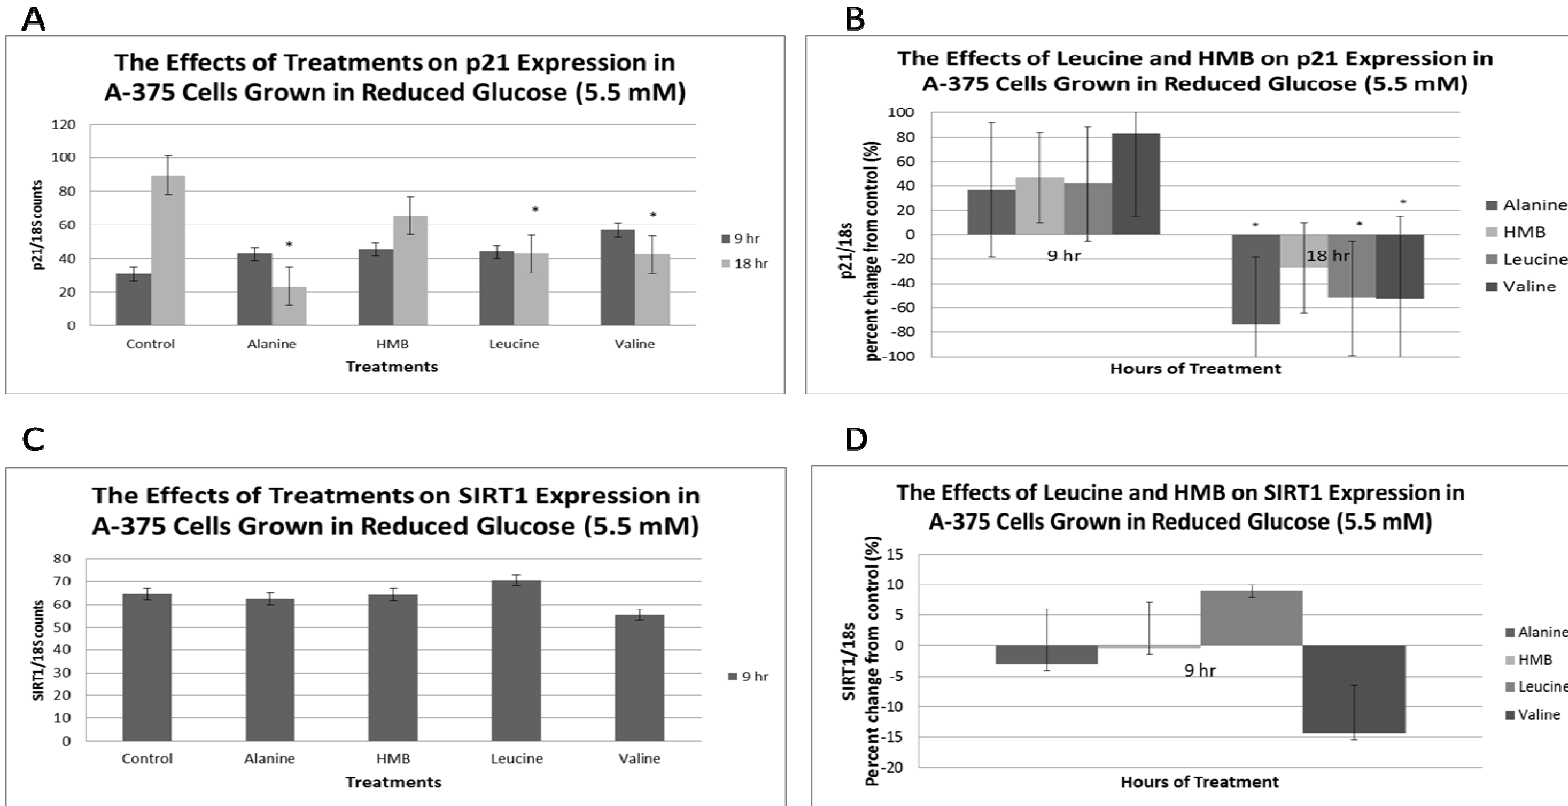 A
The Effects of Treatments on p21 Expression in
A-375 Cells Grown in Reduced Glucose (5.5 mM)
p21/18S counts
120
100
80
60
40
20
0
*
*
*
Control
Alanine
HMB
Leucine
Valine
Treatments
9 hr
18 hr
B
The Effects of Leucine and HMB on p21 Expression in
A-375 Cells Grown in Reduced Glucose (5.5 mM)
p21/18s
percent change from control (%)
100
80
60
40
20
0
-20
-40
-60
-80
-100
*
*
*
9 hr
18 hr
Hours of Treatment
Alanine
HMB
Leucine
Valine
C
The Effects of Treatments on SIRT1 Expression in
A-375 Cells Grown in Reduced Glucose (5.5 mM)
SIRT1/18S counts
80
70
60
50
40
30
20
10
0
Control
Alanine
HMB
Leucine
Valine
Treatments
9 hr
D
The Effects of Leucine and HMB on SIRT1 Expression in
A-375 Cells Grown in Reduced Glucose (5.5 mM)
SIRT1/18s
Percent change from control (%)
15
10
5
0
-5
-10
-15
-20
9 hr
Hours of Treatment
Alanine
HMB
Leucine
Valine